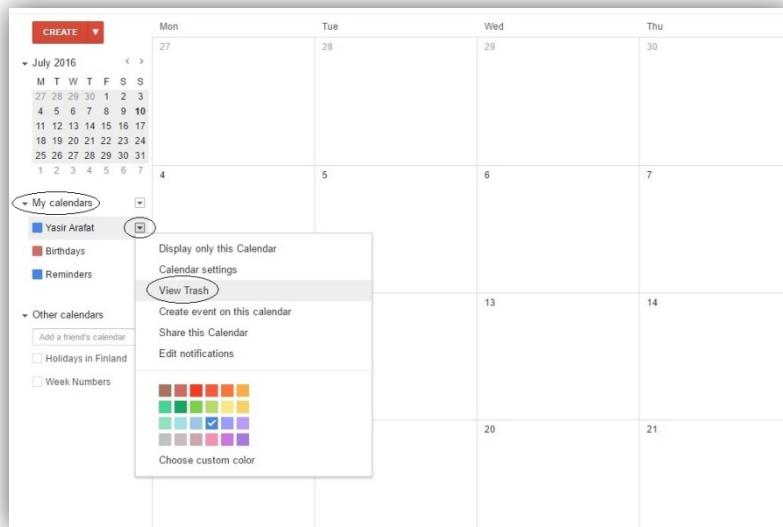 CREATE
Mon Tue Wed Thu
27 28 29 30
July 2016 < >
M T W T F S S
27 28 29 30 1 2 3
4 5 6 7 8 9 10
11 12 13 14 15 16 17
18 19 20 21 22 23 24
25 26 27 28 29 30 31
1 2 3 4 5 6 7
4 5 6 7
My calendars
Yasir Arafat
Birthdays
Reminders
Other calendars
Add a friend's calendar
Holidays in Finland
Week Numbers
Display only this Calendar
Calendar settings
View Trash
Create event on this calendar
Share this Calendar
Edit notifications
Choose custom color
13 14
20 21